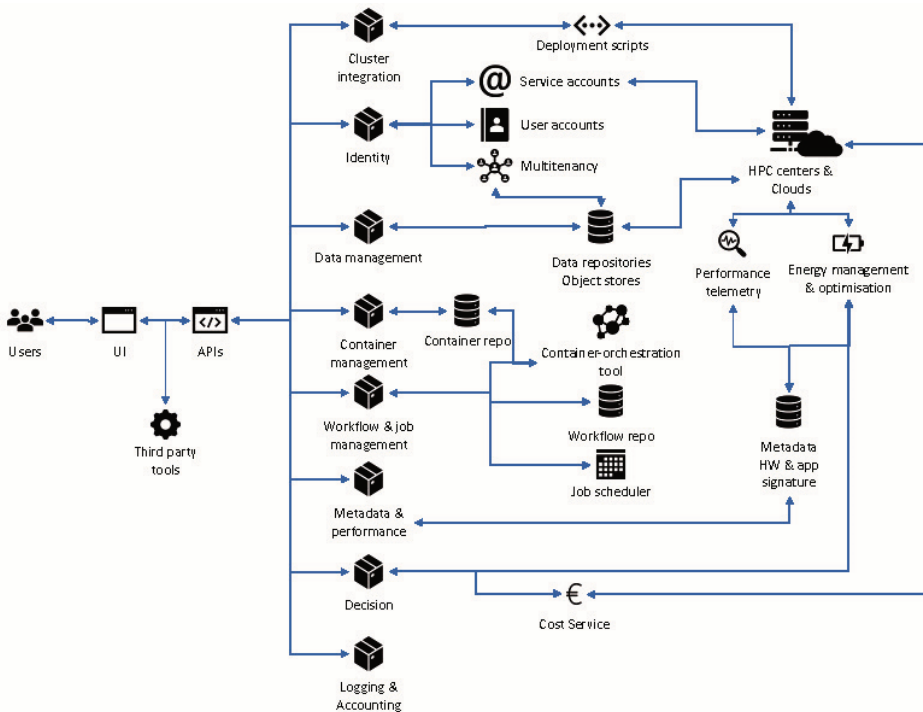 Cluster
integration
Deployment scripts
@
Service accounts
User accounts
Identity
Multitenancy
HPC centers &
Clouds
Data management
Data repositories
Object stores
Performance
telemetry
Energy management
& optimisation
Users
UI
</>
APIs
Container
management
Container repo
Container-orchestration
tool
Third party
tools
Workflow & job
management
Workflow repo
Job scheduler
Metadata
HW & app
signature
Metadata &
performance
Decision
€
Cost Service
Logging &
Accounting